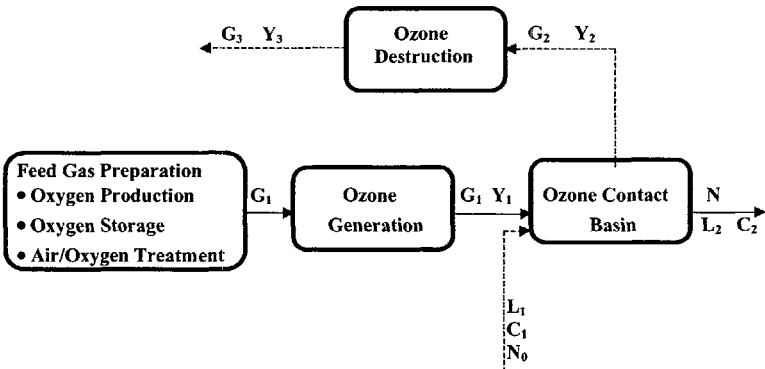 G₃ Y₃
Ozone
Destruction
G₂ Y₂
Feed Gas Preparation
• Oxygen Production
• Oxygen Storage
• Air/Oxygen Treatment
G₁
Ozone
Generation
G₁ Y₁
Ozone Contact
Basin
N
L₂ C₂
L₁
C₁
N₀